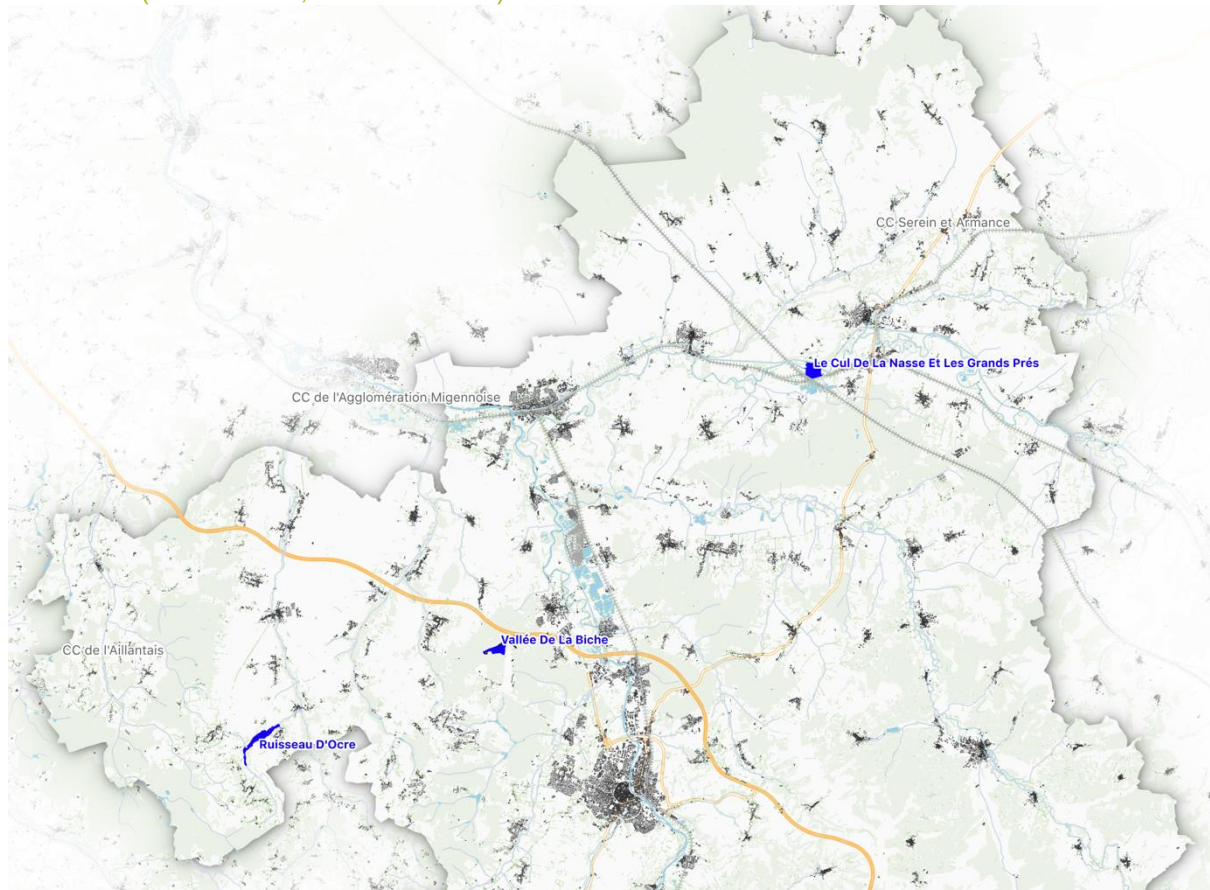 CC Serein et Armance
Le Cul De La Nasse Et Les Grands Prés
CC de l'Agglomération Migennoise
Vallée De La Biche
CC de l'Aillantais
Ruisseau D'Ocre